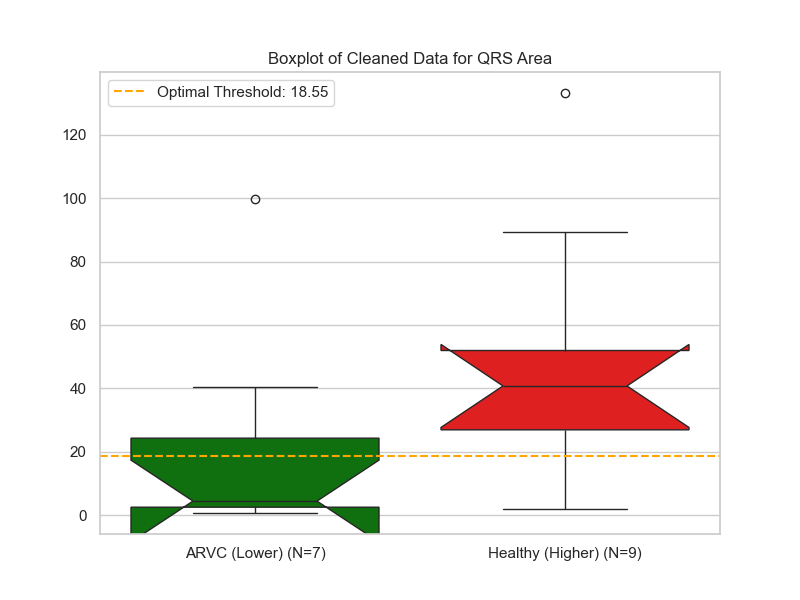 Boxplot of Cleaned Data for QRS Area
Optimal Threshold: 18.55
120
100
80
60
40
20
0
ARVC (Lower) (N=7)
Healthy (Higher) (N=9)